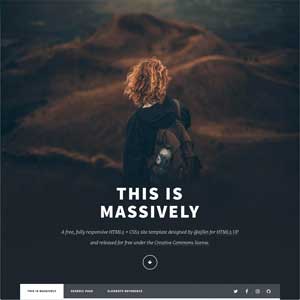 THIS IS
MASSIVELY
A free, fully responsive HTML5 + CSS3 site template designed by @ajlkn for HTML5 UP
and released for free under the Creative Commons license.
THIS IS MASSIVELY
GENERIC PAGE
ELEMENTS REFERENCE